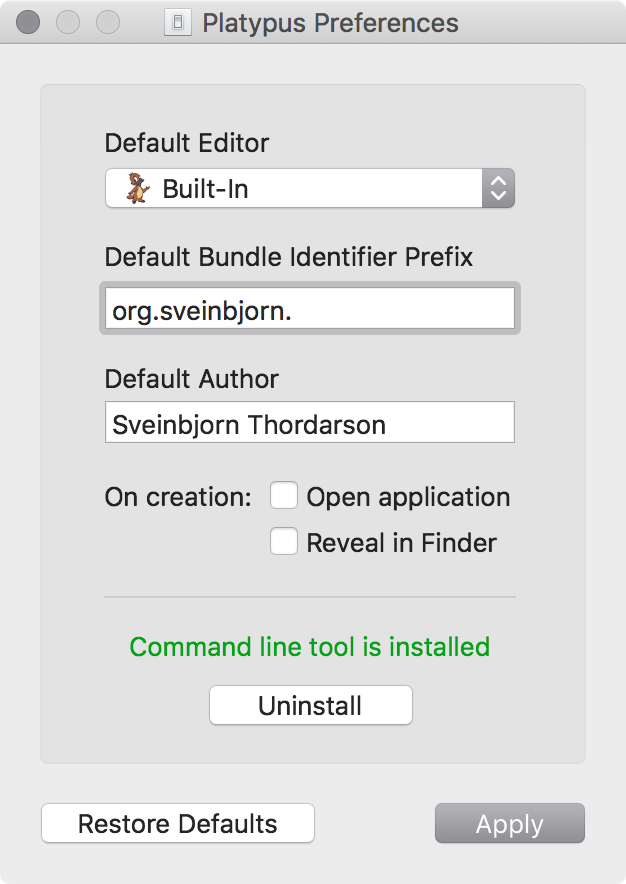 Platypus Preferences
Default Editor
Built-In
Default Bundle Identifier Prefix
org.sveinbjorn.
Default Author
Sveinbjorn Thordarson
On creation: Open application
Reveal in Finder
Command line tool is installed
Uninstall
Restore Defaults Apply